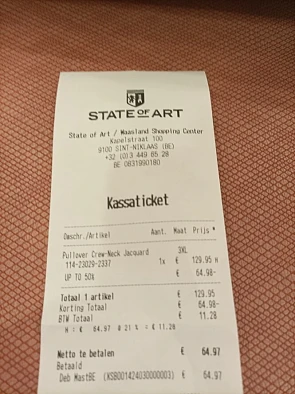 STATE OF ART
State of Art / Waasland Shopping Center
Kapelstraat 100
9100 SINT-NIKLAAS (BE)
+32 (0)3 449 85 28
BE 0831990180
Kassaticket
Omschr./Artikel Aant. Maat Prijs *
Pullover Crew-Neck Jacquard 3XL
114-23029-2337 1x € 129.95 H
UP TO 50% € 64.98-
Totaal 1 artikel € 129.95
Korting Totaal € 64.98-
BTW Totaal € 11.28
H : € 64.97 @ 21 % = € 11.28
Netto te betalen € 64.97
Betaald
Deb MastBE (KSB001424030000003) € 64.97